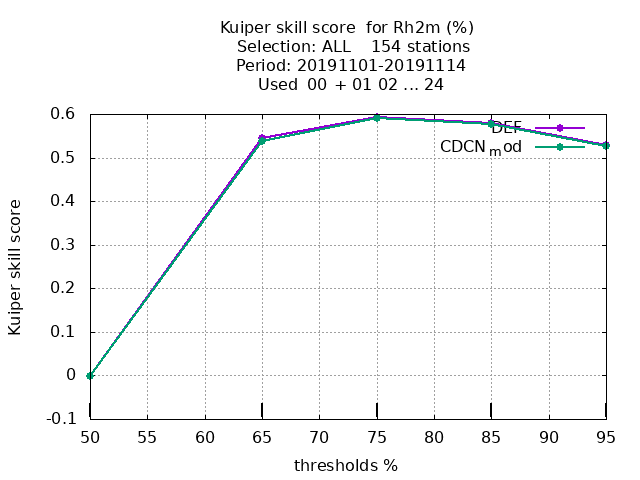 Kuiper skill score for Rh2m (%)
Selection: ALL 154 stations
Period: 20191101-20191114
Used 00 + 01 02 ... 24
0.6
0.5
0.4
0.3
0.2
0.1
0
-0.1
Kuiper skill score
DEF
CDCNmod
50 55 60 65 70 75 80 85 90 95
thresholds %